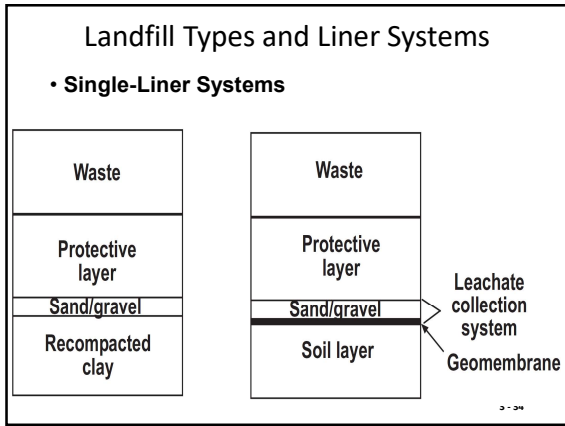 Landfill Types and Liner Systems
• Single-Liner Systems
Waste
Protective
layer
Sand/gravel
Recompacted
clay
Waste
Protective
layer
Sand/gravel
Soil layer
Leachate
collection
system
Geomembrane